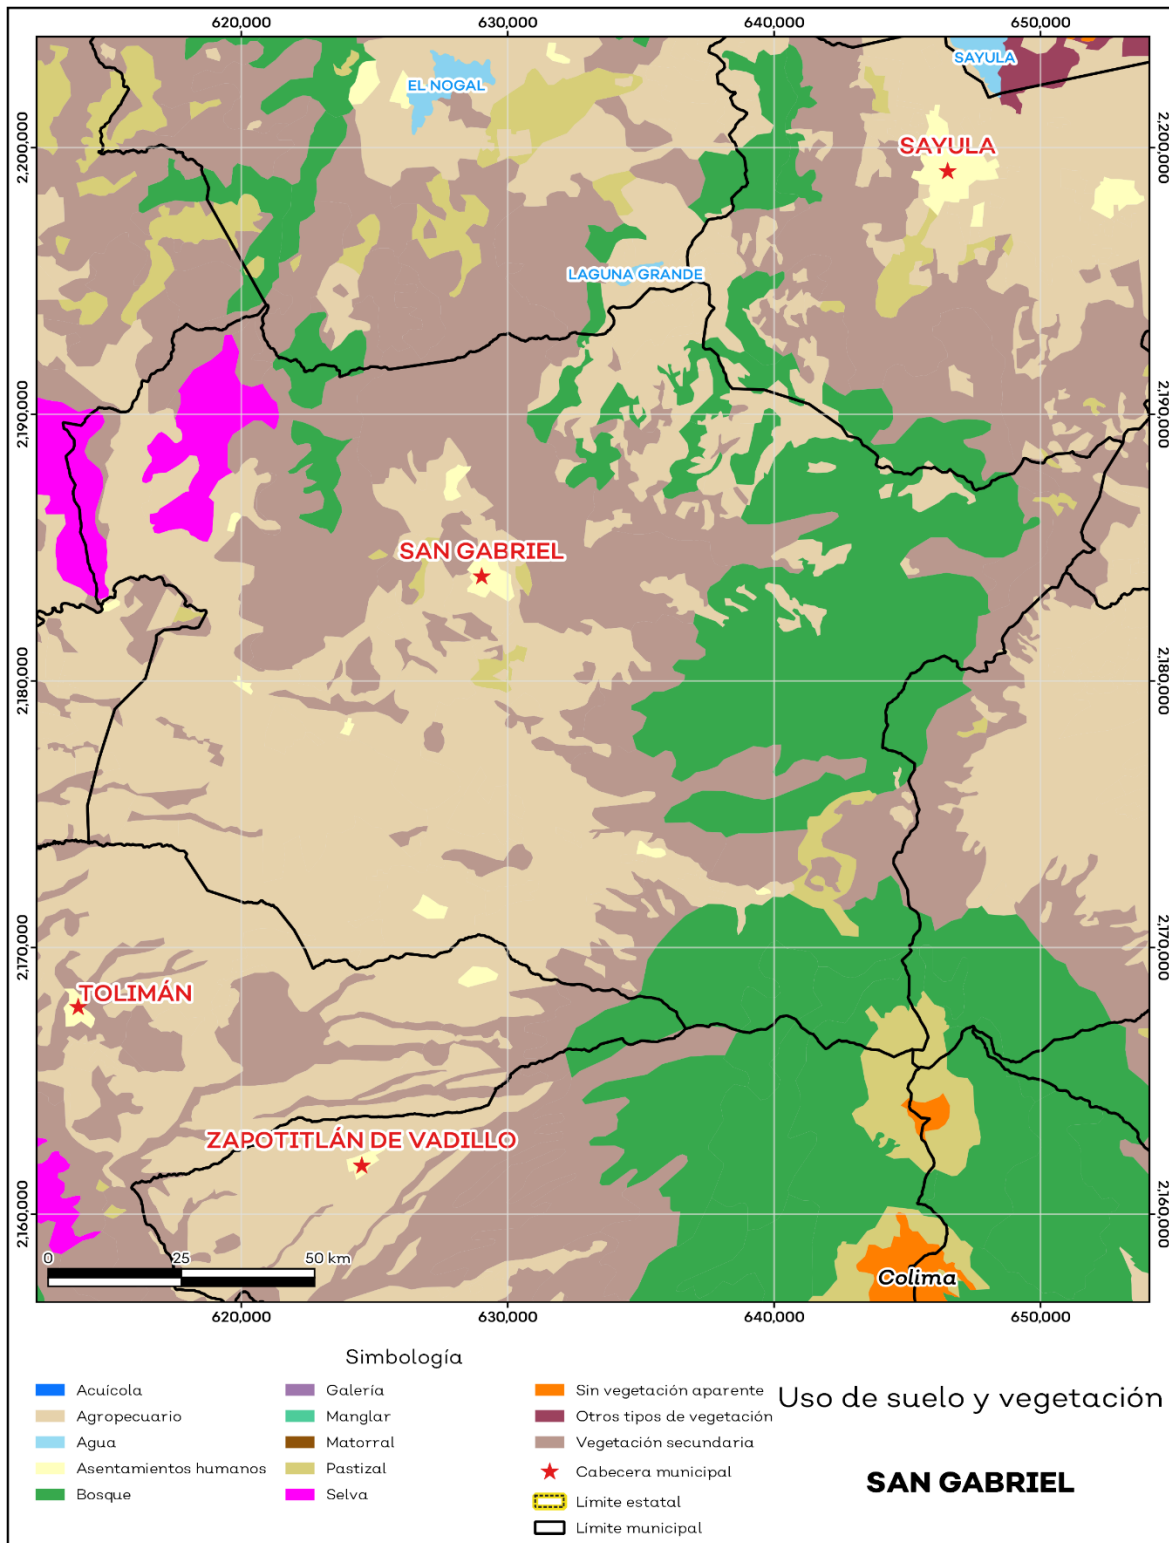 620,000 630,000 640,000 650,000
SAYULA
EL NOGAL
2,200,000 2,200,000
SAYULA
LAGUNA GRANDE
2,190,000 2,190,000
SAN GABRIEL
2,180,000 2,180,000
2,170,000 2,170,000
TOLIMÁN
ZAPOTITLÁN DE VADILLO
2,160,000 2,160,000
0 25 50 km
Colima
620,000 630,000 640,000 650,000
Simbología
Acuícola
Agropecuario
Agua
Asentamientos humanos
Bosque
Galería
Manglar
Matorral
Pastizal
Selva
Sin vegetación aparente
Otros tipos de vegetación
Vegetación secundaria
Cabecera municipal
Límite estatal
Límite municipal
Uso de suelo y vegetación
SAN GABRIEL